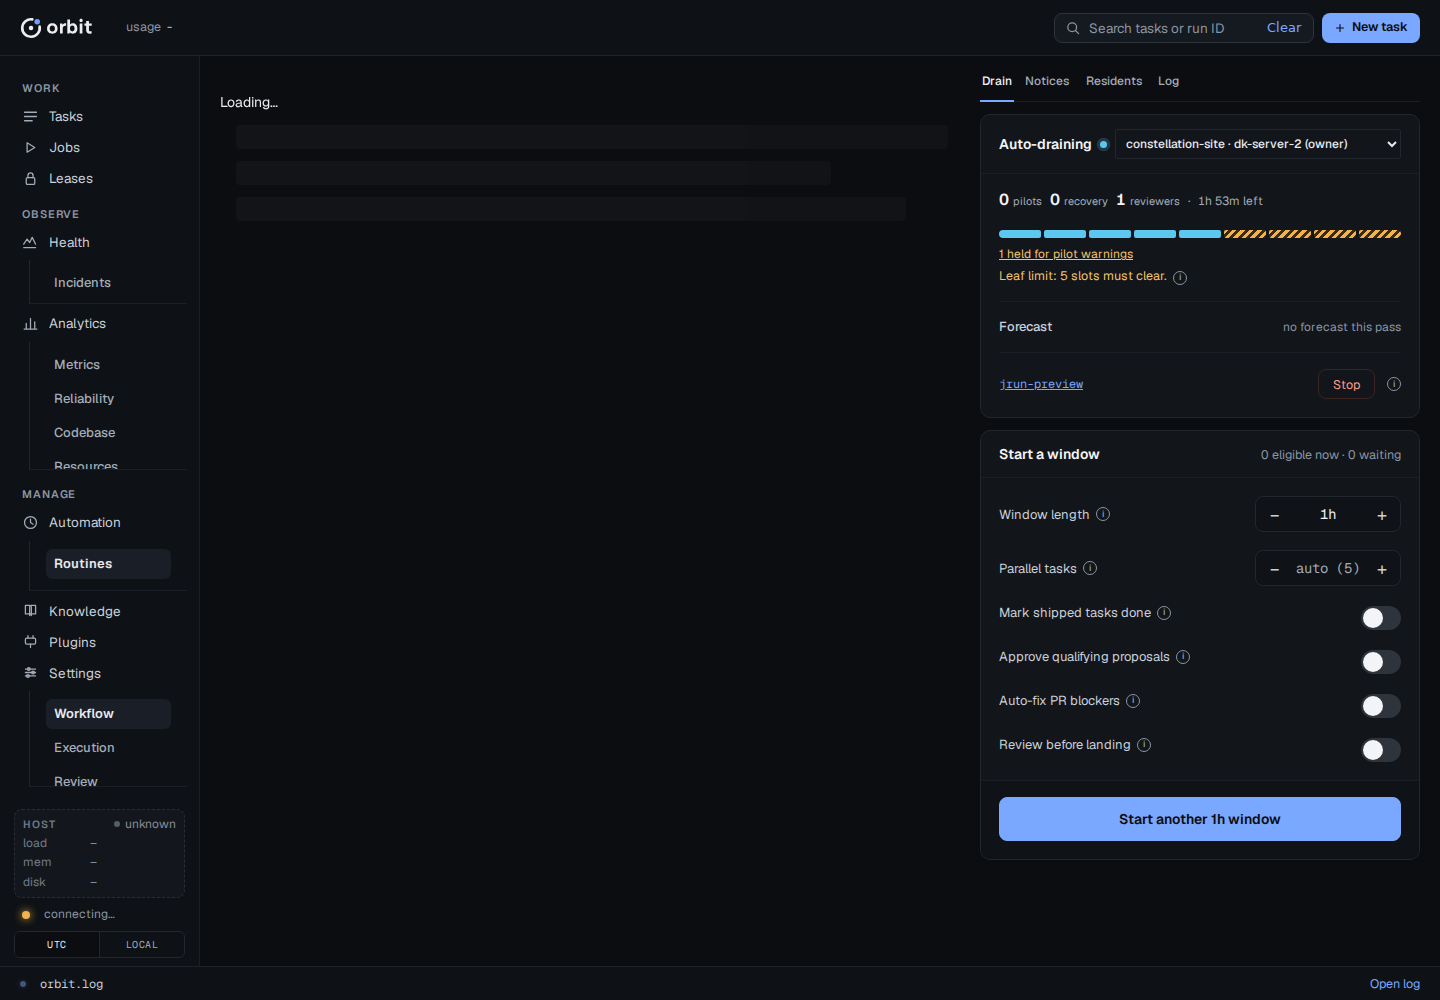 orbit
usage –
Search tasks or run ID
Clear
+ New task
WORK
Tasks
Jobs
Leases
OBSERVE
Health
Incidents
Analytics
Metrics
Reliability
Codebase
Resources
MANAGE
Automation
Routines
Knowledge
Plugins
Settings
Workflow
Execution
Review
HOST
unknown
load –
mem –
disk –
connecting…
UTC
LOCAL
Loading…
Drain
Notices
Residents
Log
Auto-draining
constellation-site · dk-server-2 (owner)
0 pilots 0 recovery 1 reviewers · 1h 53m left
1 held for pilot warnings
Leaf limit: 5 slots must clear.
Forecast
no forecast this pass
jrun-preview
Stop
Start a window
0 eligible now · 0 waiting
Window length
− 1h +
Parallel tasks
− auto (5) +
Mark shipped tasks done
Approve qualifying proposals
Auto-fix PR blockers
Review before landing
Start another 1h window
orbit.log
Open log